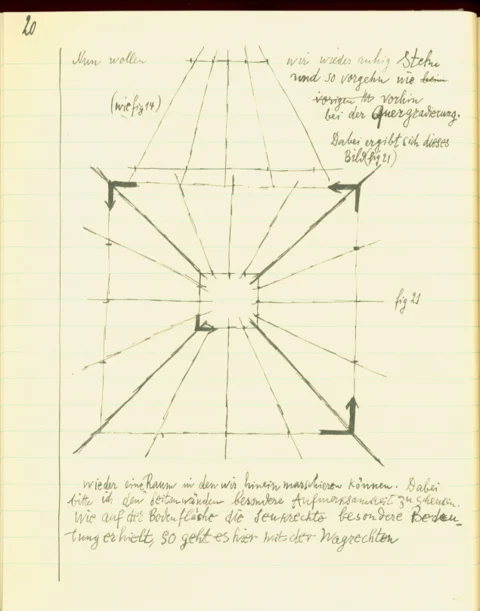 20
Nun wollen wir wieder ruhig Stehn
und so vorgehn wie beim
(wie fig 14)
vorigen vorhin
bei der Quergliederung.
Dabei ergibt sich dieses
Bild (fig 21)
fig 21
wieder ein Raum in den wir hinein marschieren können. Dabei
bitte ich den Seitenwänden besondere Aufmerksamkeit zu schenken.
Wie auf der Bodenfläche die Senkrechte besondere Bedeu-
tung erhielt, so geht es hier mit der Wagrechten